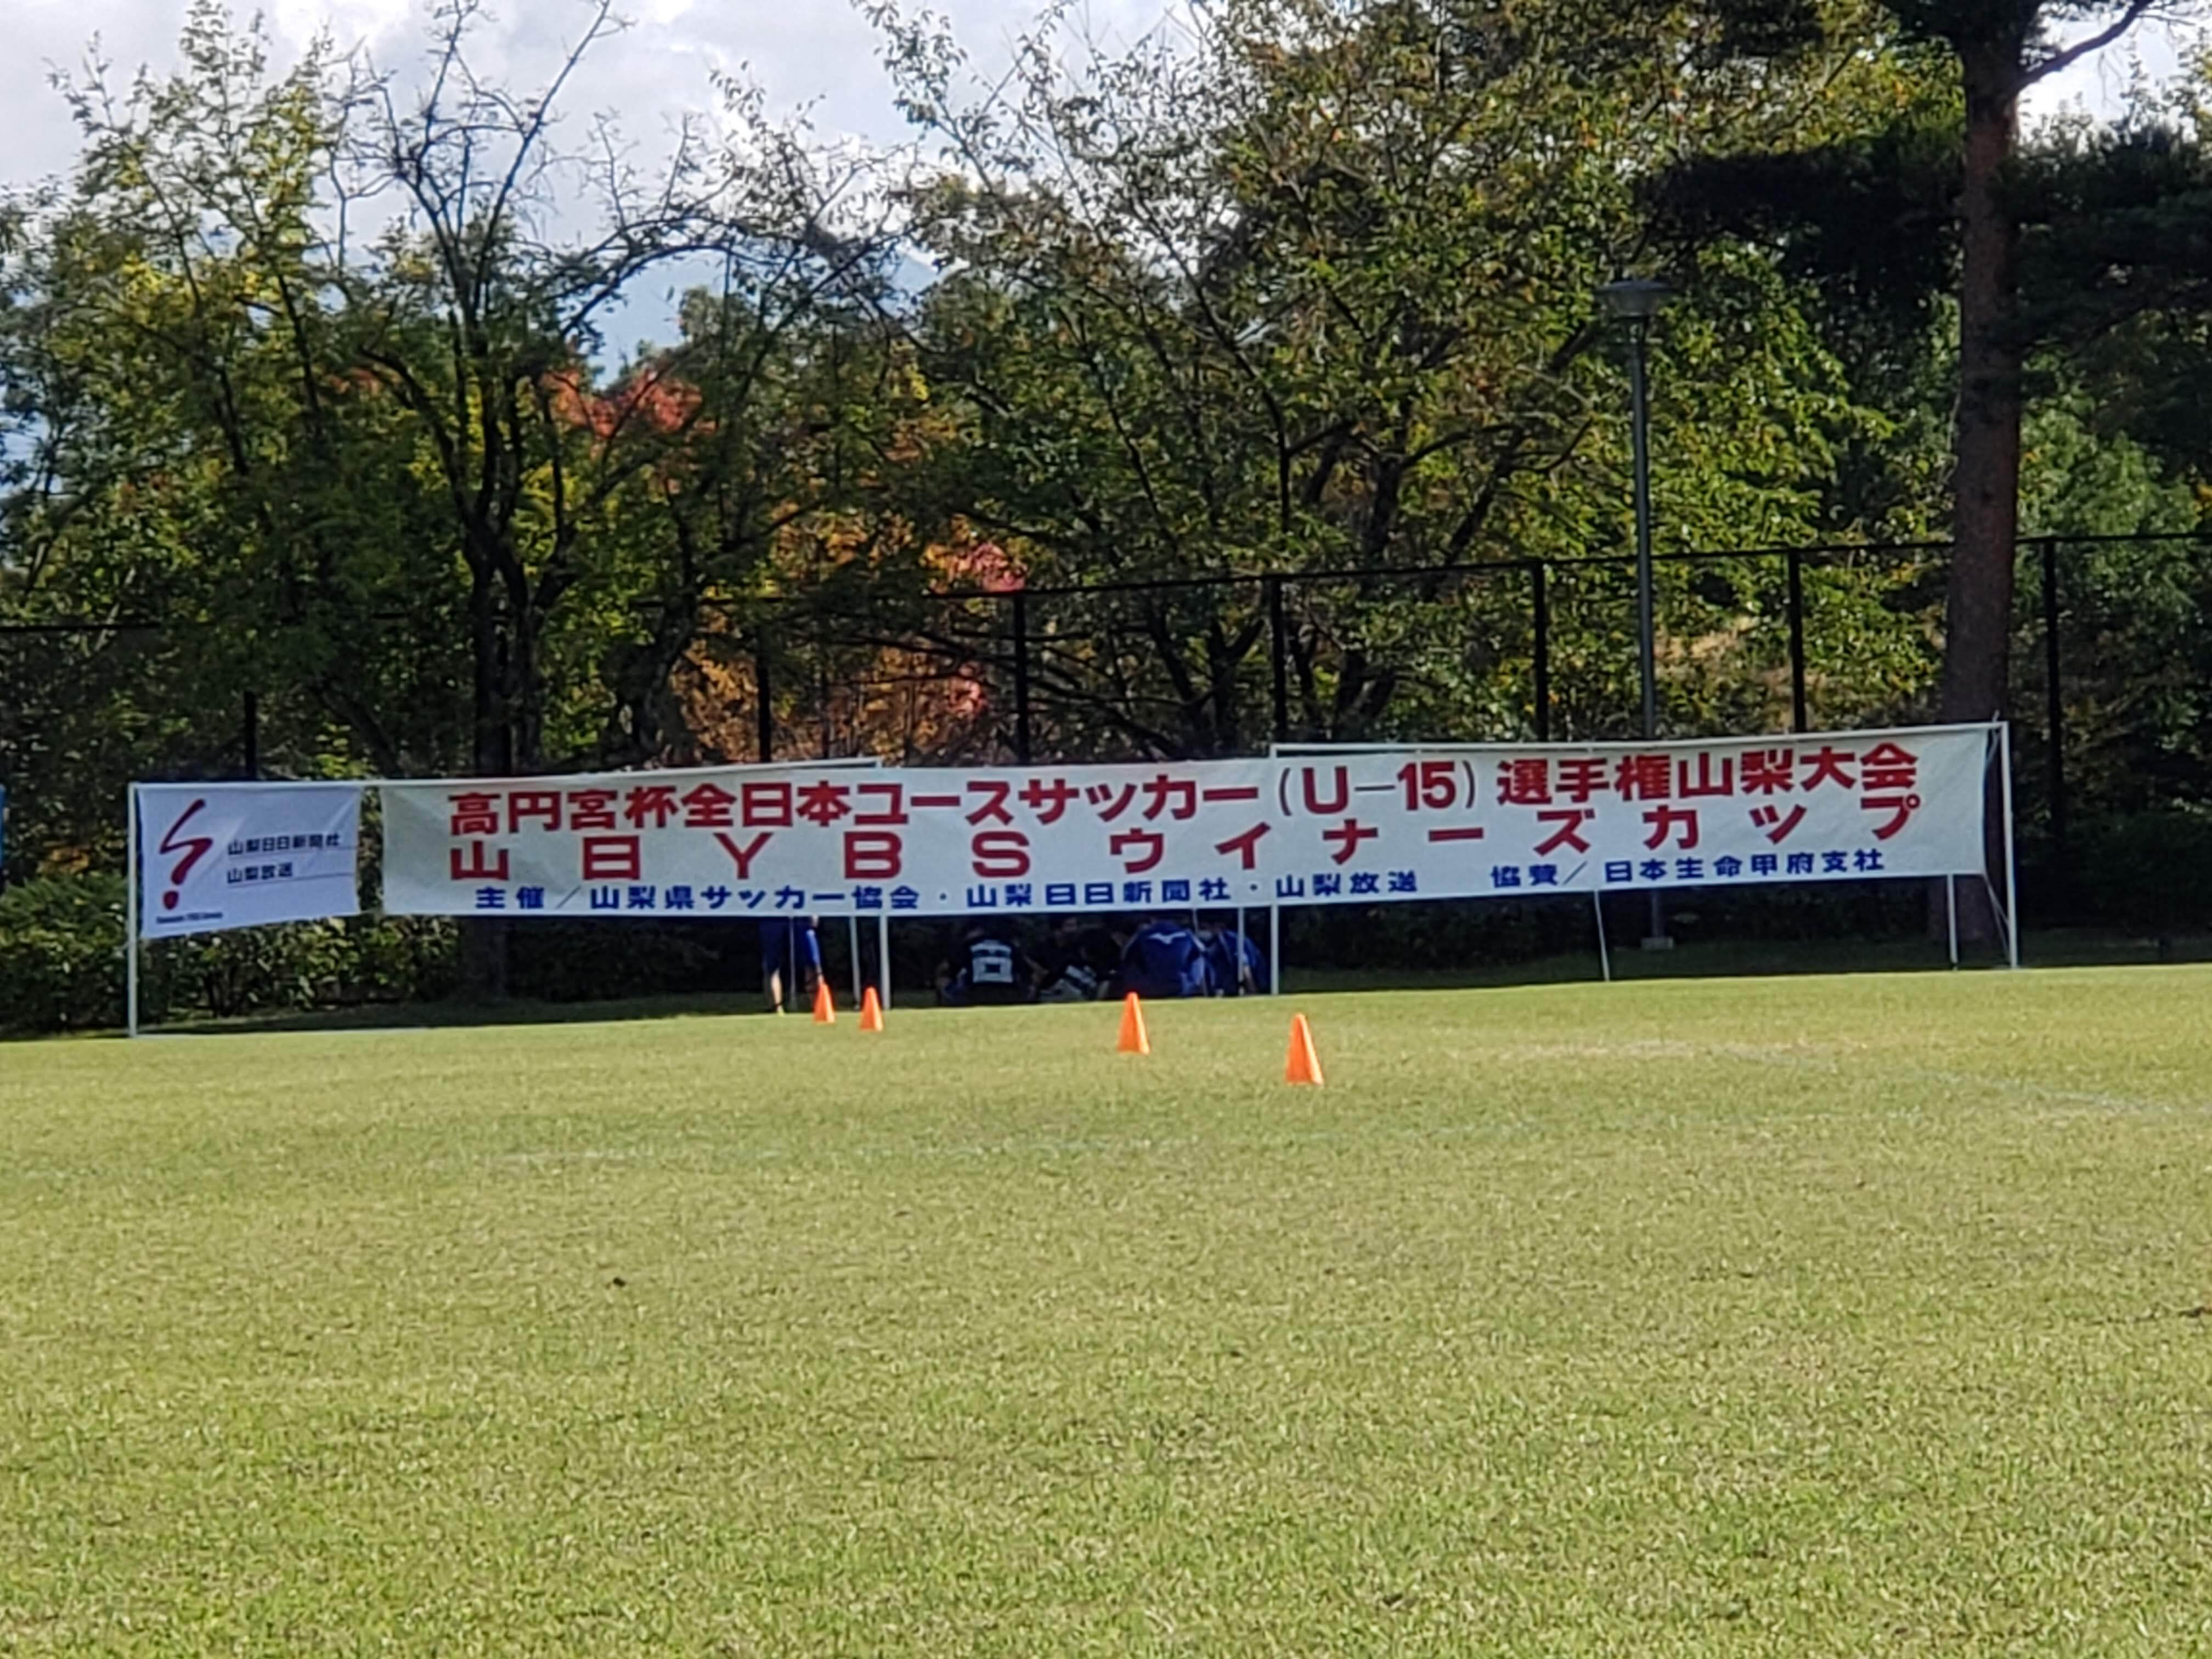 山梨日日新聞社
山梨放送
高円宮杯全日本ユースサッカー(U-15)選手権山梨大会
山日YBSウイナーズカップ
主催/山梨県サッカー協会・山梨日日新聞社・山梨放送 協賛/日本生命甲府支社